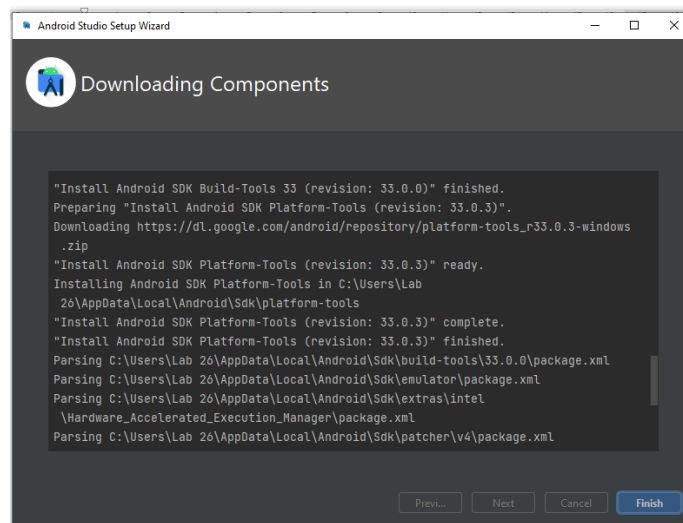 Android Studio Setup Wizard
Downloading Components
"Install Android SDK Build-Tools 33 (revision: 33.0.0)" finished.
Preparing "Install Android SDK Platform-Tools (revision: 33.0.3)".
Downloading https://dl.google.com/android/repository/platform-tools_r33.0.3-windows
.zip
"Install Android SDK Platform-Tools (revision: 33.0.3)" ready.
Installing Android SDK Platform-Tools in C:\Users\Lab
26\AppData\Local\Android\Sdk\platform-tools
"Install Android SDK Platform-Tools (revision: 33.0.3)" complete.
"Install Android SDK Platform-Tools (revision: 33.0.3)" finished.
Parsing C:\Users\Lab 26\AppData\Local\Android\Sdk\build-tools\33.0.0\package.xml
Parsing C:\Users\Lab 26\AppData\Local\Android\Sdk\emulator\package.xml
Parsing C:\Users\Lab 26\AppData\Local\Android\Sdk\extras\intel
\Hardware_Accelerated_Execution_Manager\package.xml
Parsing C:\Users\Lab 26\AppData\Local\Android\Sdk\patcher\v4\package.xml
Previ... Next Cancel Finish